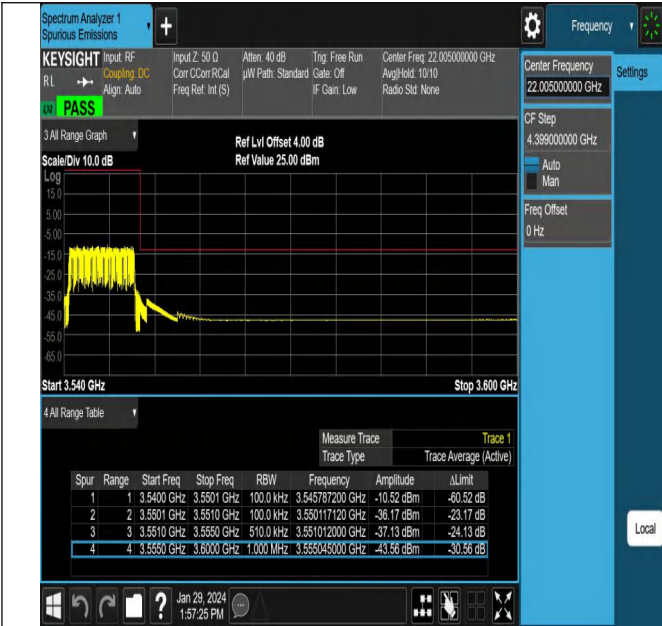 Spectrum Analyzer 1
Spurious Emissions
+
Frequency
KEYSIGHT
RL
Input: RF
Coupling: DC
Align: Auto
Input Z: 50 Ω
Corr CCorr RCal
Freq Ref: Int (S)
Atten: 40 dB
µW Path: Standard
Trig: Free Run
Gate: Off
IF Gain: Low
Center Freq: 22.005000000 GHz
Avg|Hold: 10/10
Radio Std: None
PASS
Center Frequency
22.005000000 GHz
Settings
CF Step
4.399000000 GHz
Auto
Man
Freq Offset
0 Hz
3 All Range Graph
Scale/Div 10.0 dB
Ref Lvl Offset 4.00 dB
Ref Value 25.00 dBm
Log
15.0
5.00
-5.00
-15.0
-25.0
-35.0
-45.0
-55.0
-65.0
Start 3.540 GHz
Stop 3.600 GHz
4 All Range Table
Measure Trace Trace 1
Trace Type Trace Average (Active)
Spur Range Start Freq Stop Freq RBW Frequency Amplitude ΔLimit
1 1 3.5400 GHz 3.5501 GHz 100.0 kHz 3.545787200 GHz -10.52 dBm -60.52 dB
2 2 3.5501 GHz 3.5510 GHz 100.0 kHz 3.550117120 GHz -36.17 dBm -23.17 dB
3 3 3.5510 GHz 3.5550 GHz 510.0 kHz 3.551012000 GHz -37.13 dBm -24.13 dB
4 4 3.5550 GHz 3.6000 GHz 1.000 MHz 3.555045000 GHz -43.56 dBm -30.56 dB
Local
?
Jan 29, 2024
1:57:25 PM